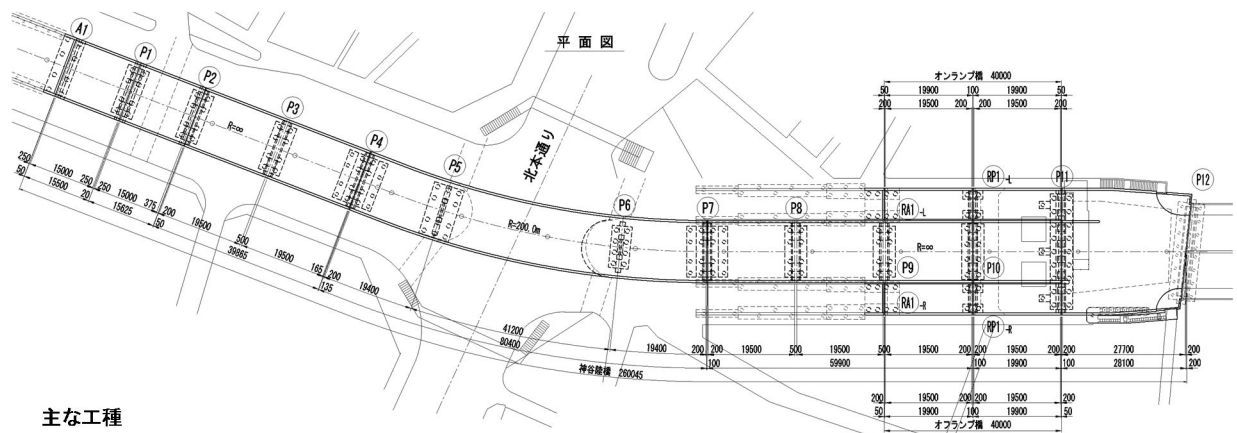 平面図
A1
P1
P2
P3
P4
P5
P6
P7
P8
P9
P10
P11
P12
RP1-L
RA1-L
RA1-R
RP1-R
R=∞
R=200.0m
R=∞
北本通り
オンランプ橋 40000
50 19900 100 19900 50
200 19500 200 200 19500 200
250 15000 250 250 15000 375 200 19500 500 19500 165 200 19400 41200 19400 200 200 19500 500 19500 500 19500 200 200 19500 200 200 27700 200
50 15500 20 15625 50 39865 135 80400 100 59900 100 19900 100 28100 200
神谷陸橋 260045
200 19500 200 200 19500 200
50 19900 100 19900 50
オフランプ橋 40000
主な工種